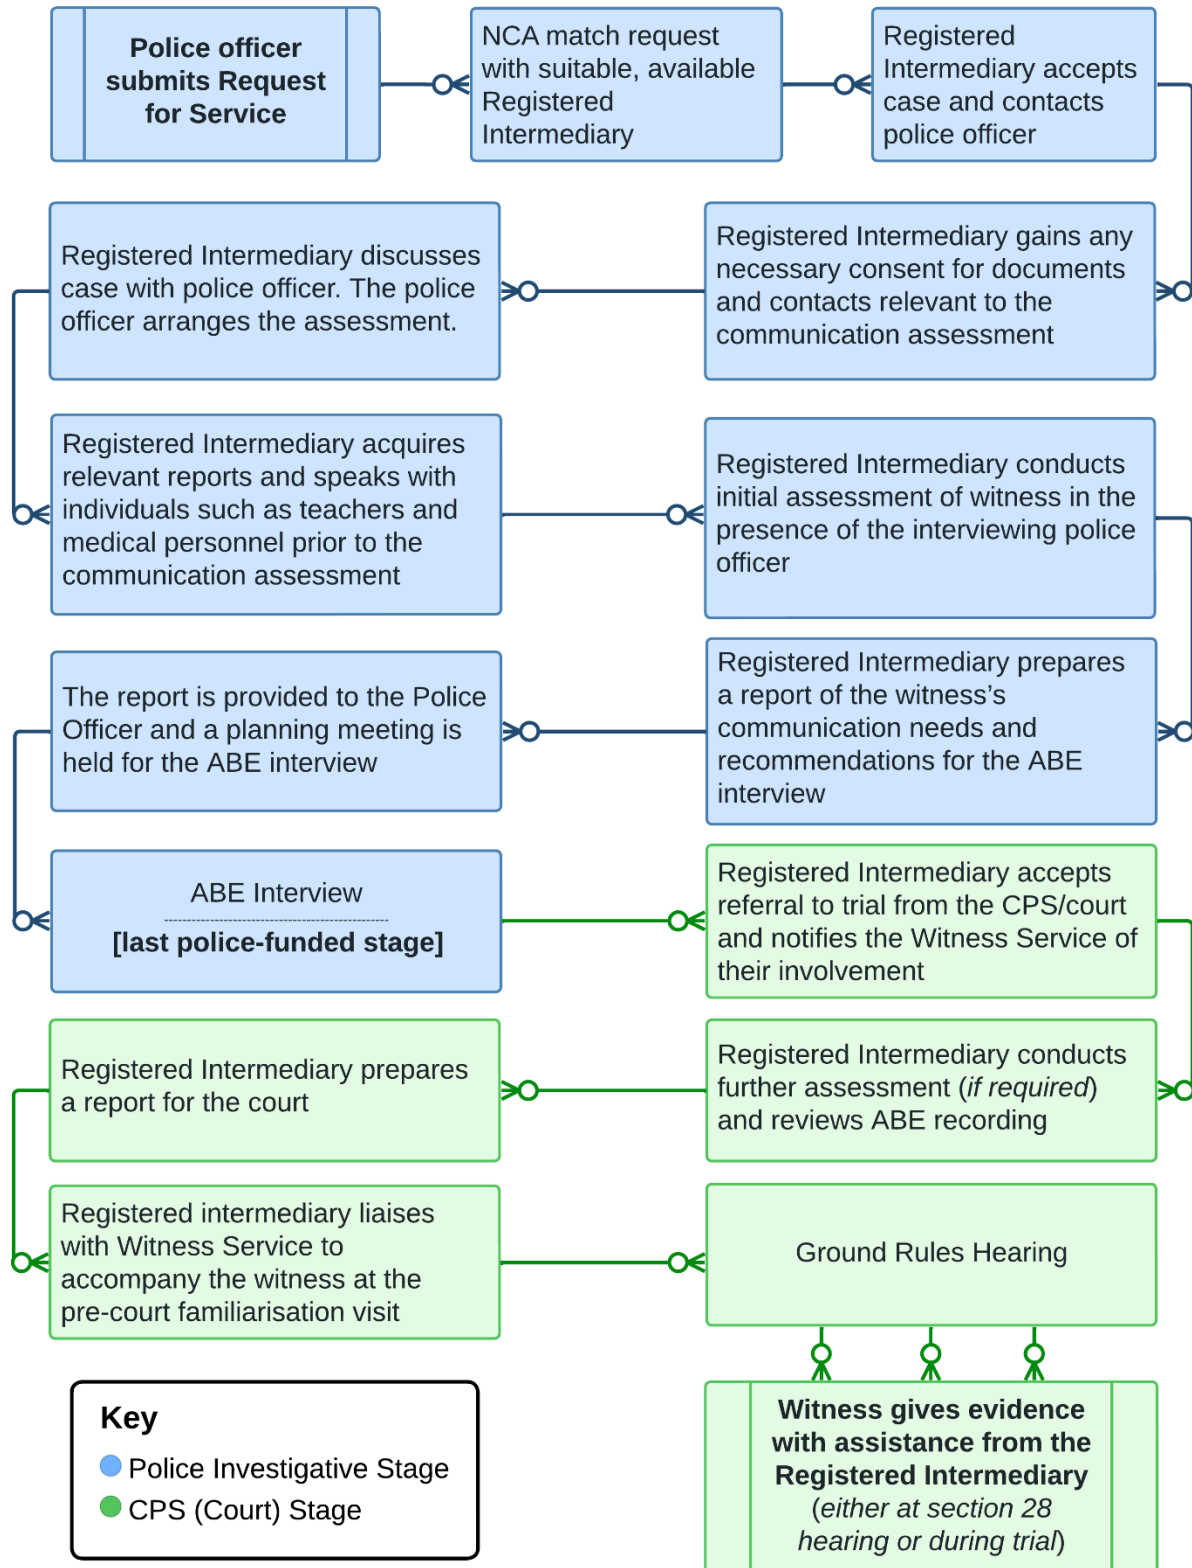 Police officer
submits Request
for Service
NCA match request
with suitable, available
Registered
Intermediary
Registered
Intermediary accepts
case and contacts
police officer
Registered Intermediary gains any
necessary consent for documents
and contacts relevant to the
communication assessment
Registered Intermediary discusses
case with police officer. The police
officer arranges the assessment.
Registered Intermediary acquires
relevant reports and speaks with
individuals such as teachers and
medical personnel prior to the
communication assessment
Registered Intermediary conducts
initial assessment of witness in the
presence of the interviewing police
officer
Registered Intermediary prepares
a report of the witness’s
communication needs and
recommendations for the ABE
interview
The report is provided to the Police
Officer and a planning meeting is
held for the ABE interview
ABE Interview
[last police-funded stage]
Registered Intermediary accepts
referral to trial from the CPS/court
and notifies the Witness Service of
their involvement
Registered Intermediary conducts
further assessment (if required)
and reviews ABE recording
Registered Intermediary prepares
a report for the court
Registered intermediary liaises
with Witness Service to
accompany the witness at the
pre-court familiarisation visit
Ground Rules Hearing
Witness gives evidence
with assistance from the
Registered Intermediary
(either at section 28
hearing or during trial)
Key
Police Investigative Stage
CPS (Court) Stage